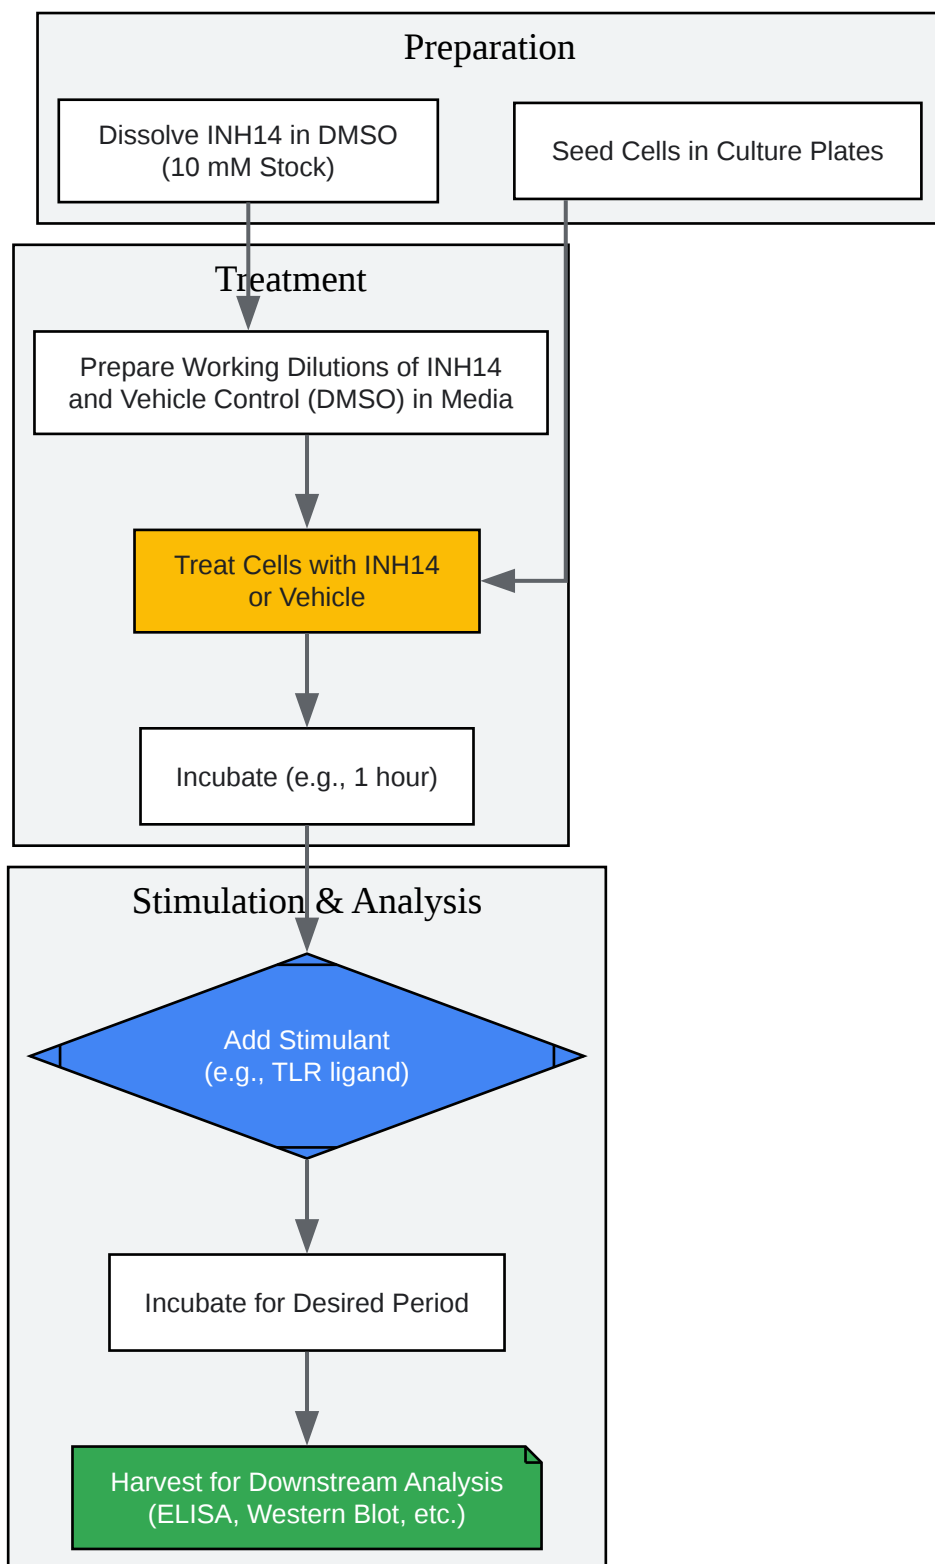 Preparation
Dissolve INH14 in DMSO
(10 mM Stock)
Seed Cells in Culture Plates
Treatment
Prepare Working Dilutions of INH14
and Vehicle Control (DMSO) in Media
Treat Cells with INH14
or Vehicle
Incubate (e.g., 1 hour)
Stimulation & Analysis
Add Stimulant
(e.g., TLR ligand)
Incubate for Desired Period
Harvest for Downstream Analysis
(ELISA, Western Blot, etc.)